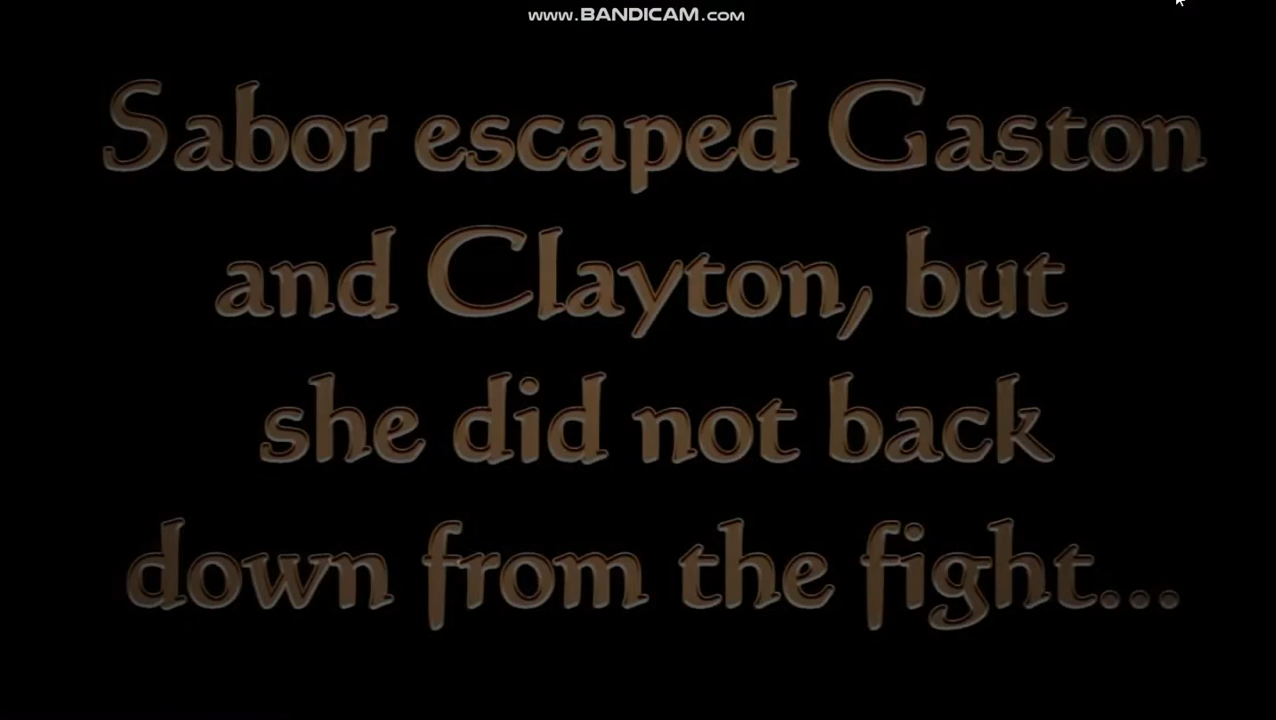 www.BANDICAM.com
Sabor escaped Gaston
and Clayton, but
she did not back
down from the fight...